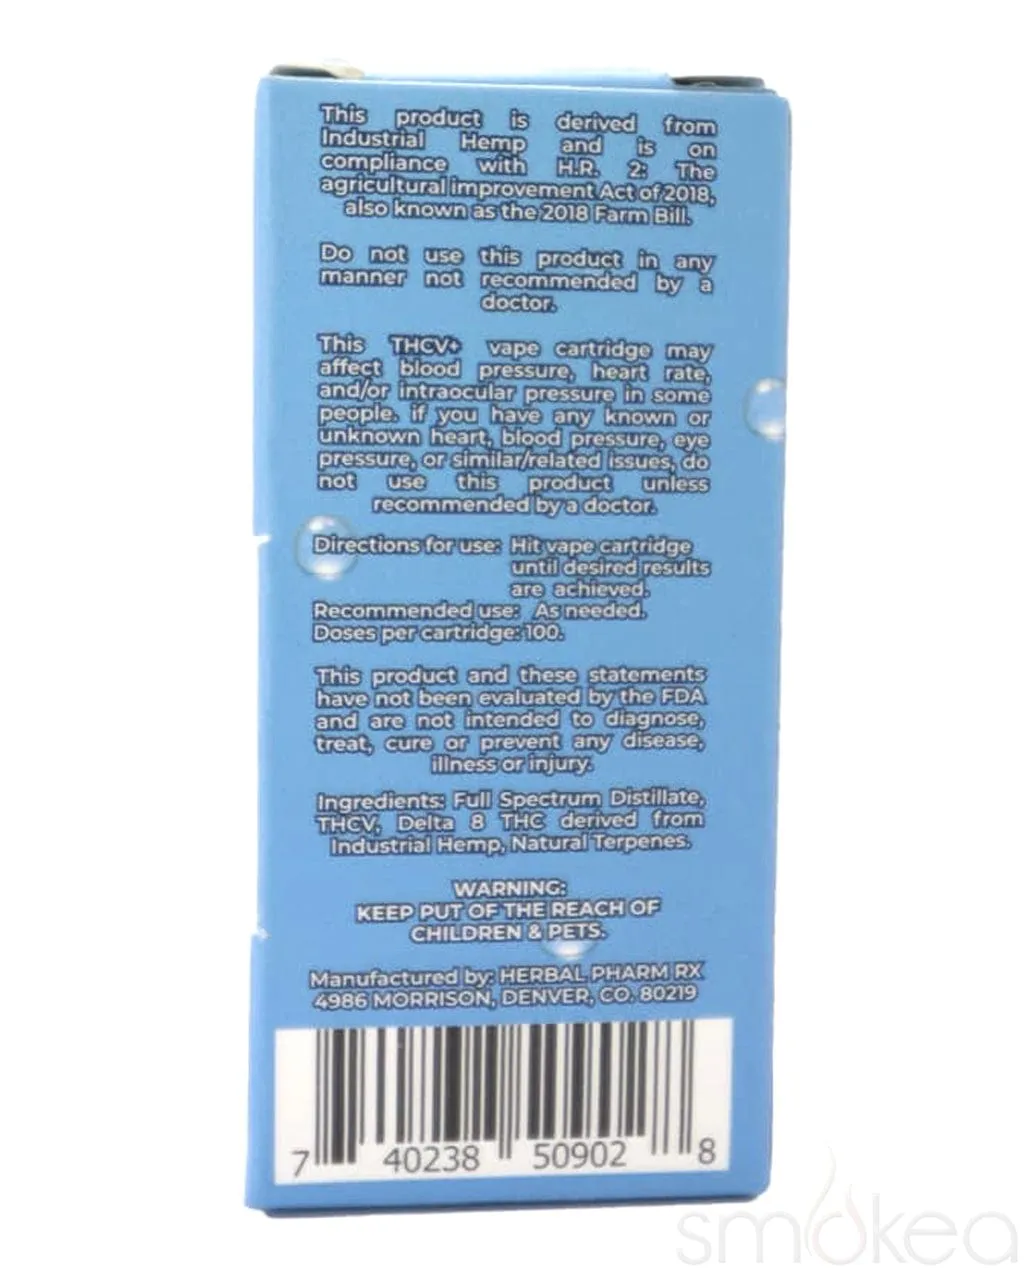 This product is derived from
Industrial Hemp and is on
compliance with H.R. 2: The
agricultural improvement Act of 2018,
also known as the 2018 Farm Bill.
Do not use this product in any
manner not recommended by a
doctor.
This THCV+ vape cartridge may
affect blood pressure, heart rate,
and/or intraocular pressure in some
people. if you have any known or
unknown heart, blood pressure, eye
pressure, or similar/related issues, do
not use this product unless
recommended by a doctor.
Directions for use: Hit vape cartridge
until desired results
are achieved.
Recommended use: As needed.
Doses per cartridge: 100.
This product and these statements
have not been evaluated by the FDA
and are not intended to diagnose,
treat, cure or prevent any disease,
illness or injury.
Ingredients: Full Spectrum Distillate,
THCV, Delta 8 THC derived from
Industrial Hemp, Natural Terpenes.
WARNING:
KEEP PUT OF THE REACH OF
CHILDREN & PETS.
Manufactured by: HERBAL PHARM RX
4986 MORRISON, DENVER, CO. 80219
7 40238 50902 8
smokea